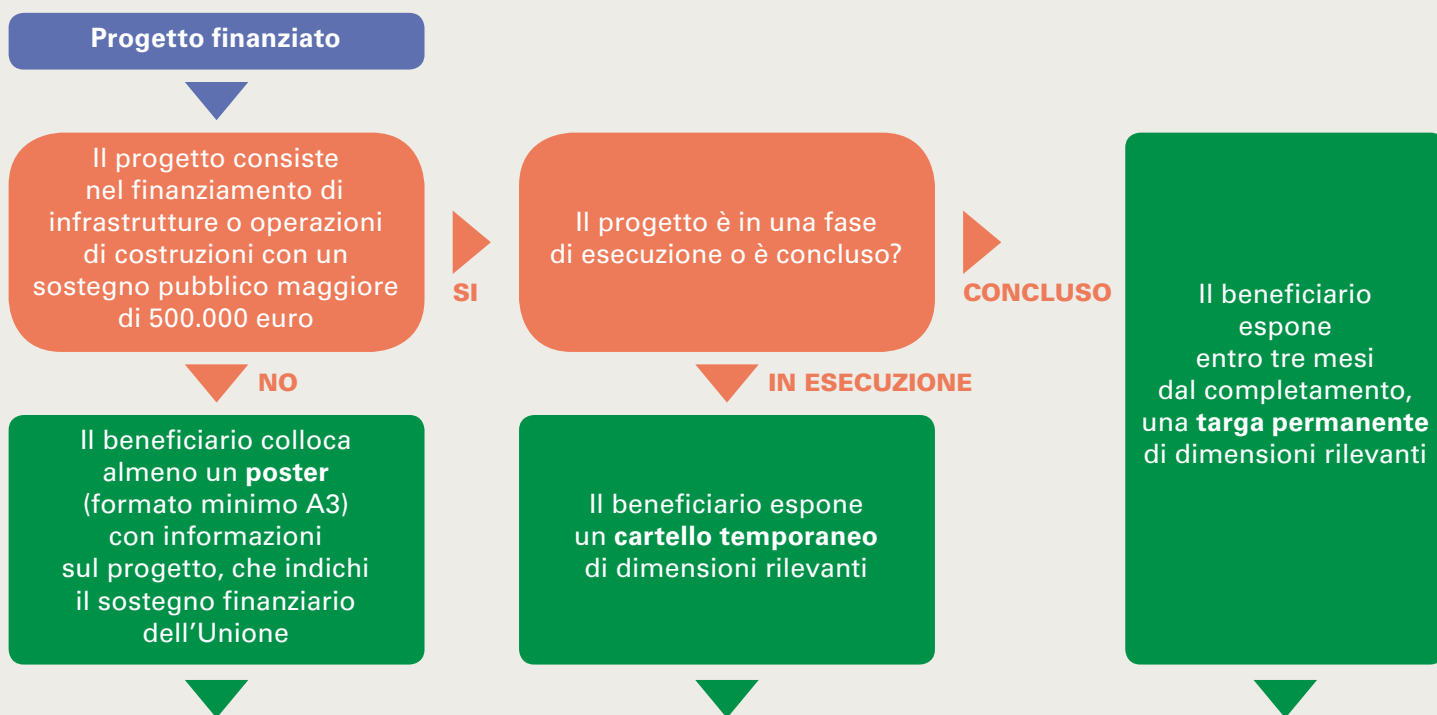 Progetto finanziato
Il progetto consiste
nel finanziamento di
infrastrutture o operazioni
di costruzioni con un
sostegno pubblico maggiore
di 500.000 euro
SI
Il progetto è in una fase
di esecuzione o è concluso?
CONCLUSO
NO
IN ESECUZIONE
Il beneficiario colloca
almeno un poster
(formato minimo A3)
con informazioni
sul progetto, che indichi
il sostegno finanziario
dell'Unione
Il beneficiario espone
un cartello temporaneo
di dimensioni rilevanti
Il beneficiario
espone
entro tre mesi
dal completamento,
una targa permanente
di dimensioni rilevanti